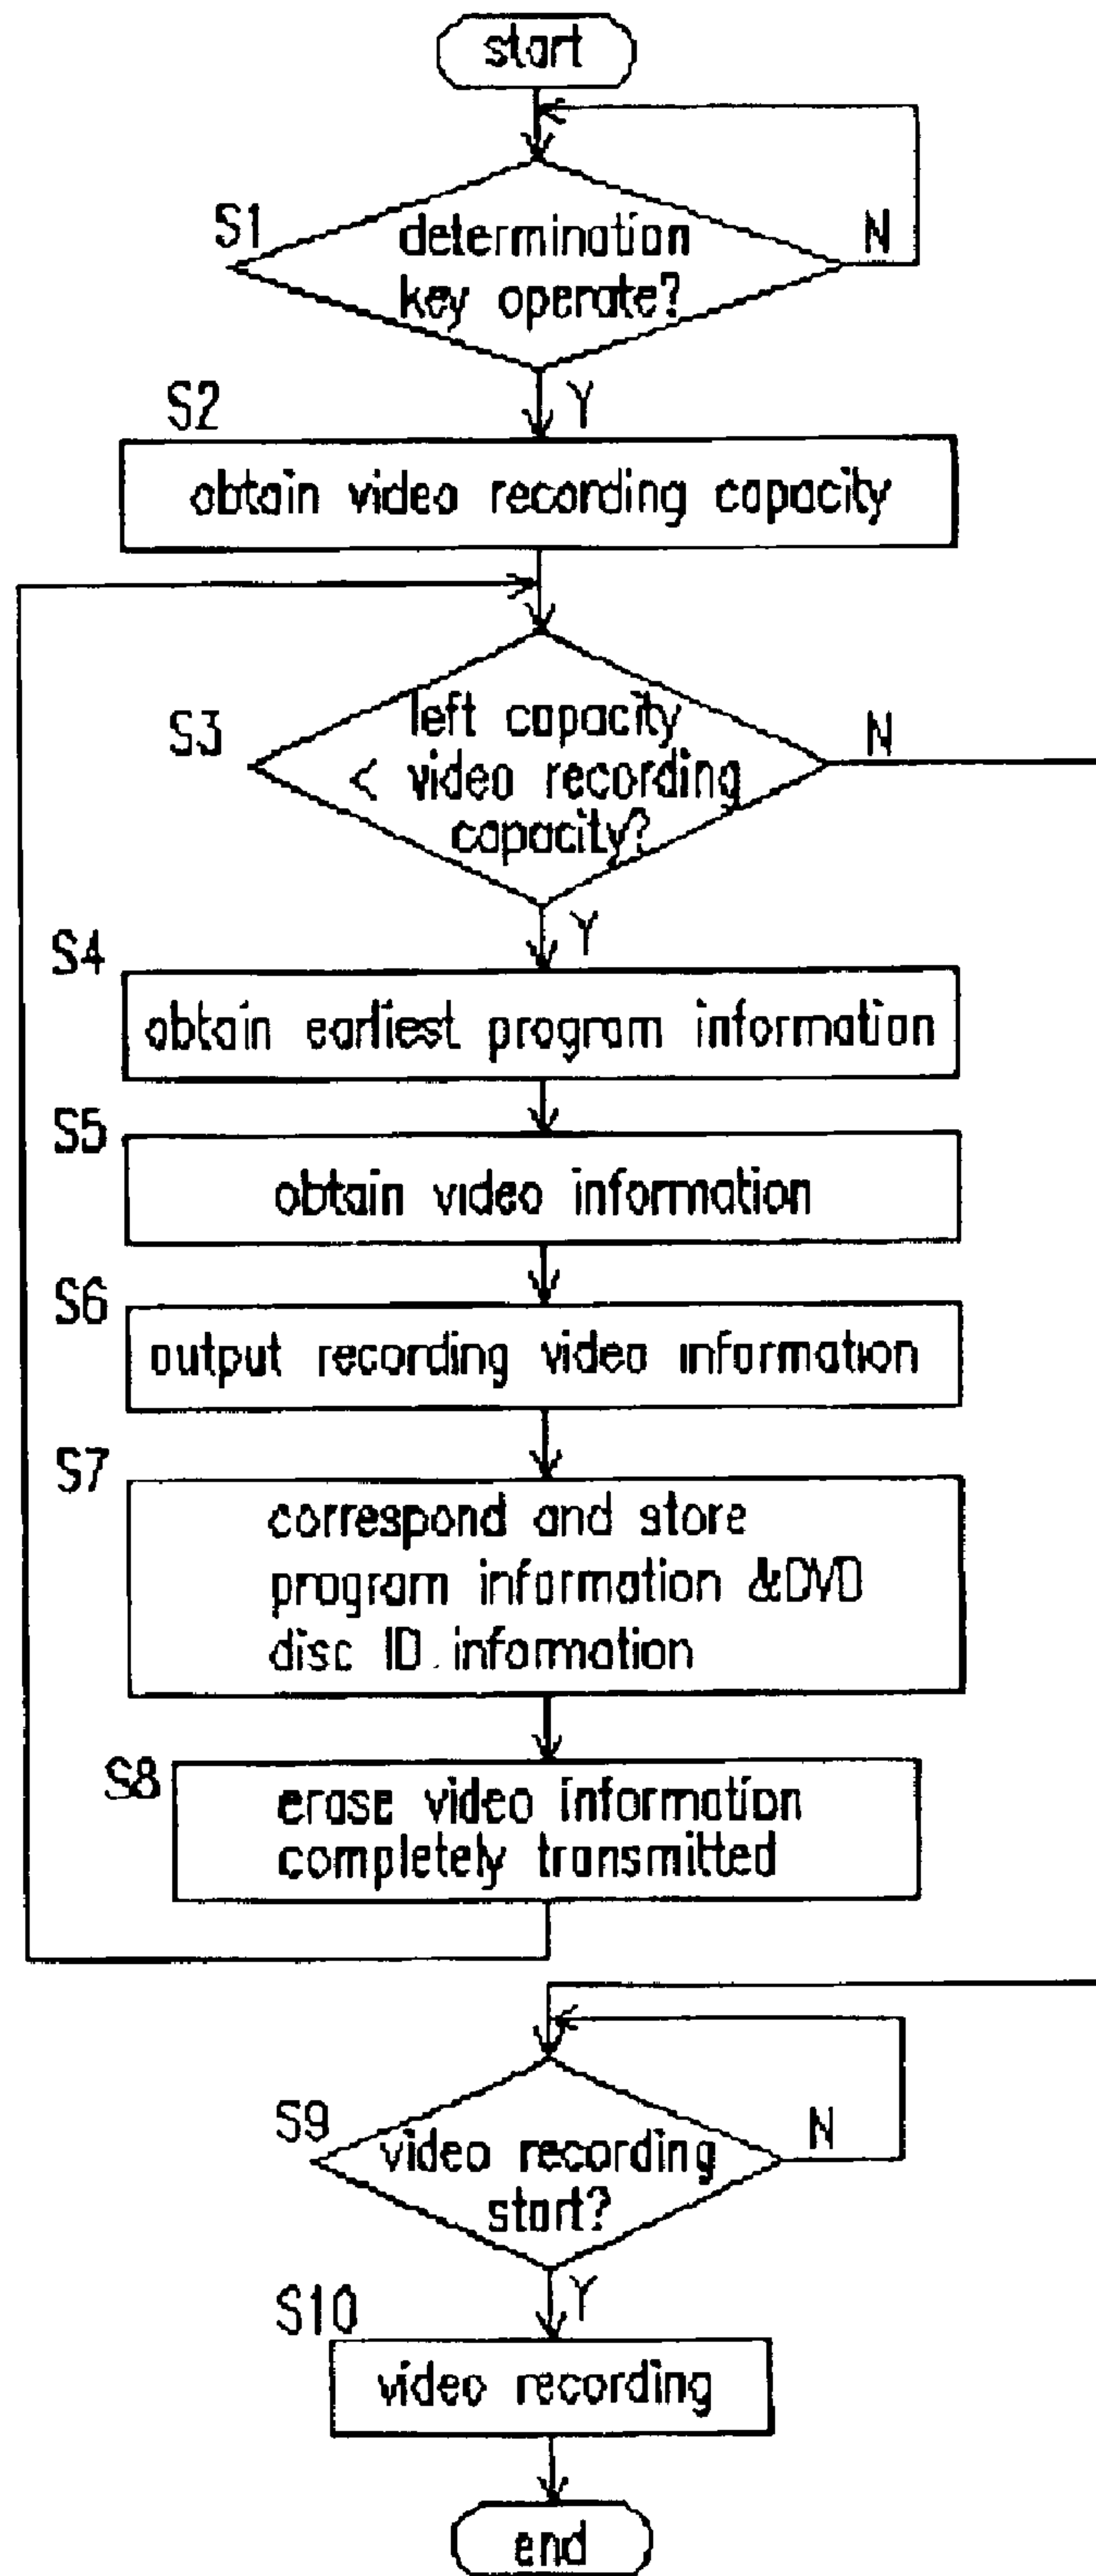 start
S1
determination
key operate?
N
Y
S2
obtain video recording capacity
S3
left capacity
< video recording
capacity?
N
Y
S4
obtain earliest program information
S5
obtain video information
S6
output recording video information
S7
correspond and store
program information &DVD
disc ID information
S8
erase video information
completely transmitted
S9
video recording
start?
N
Y
S10
video recording
end